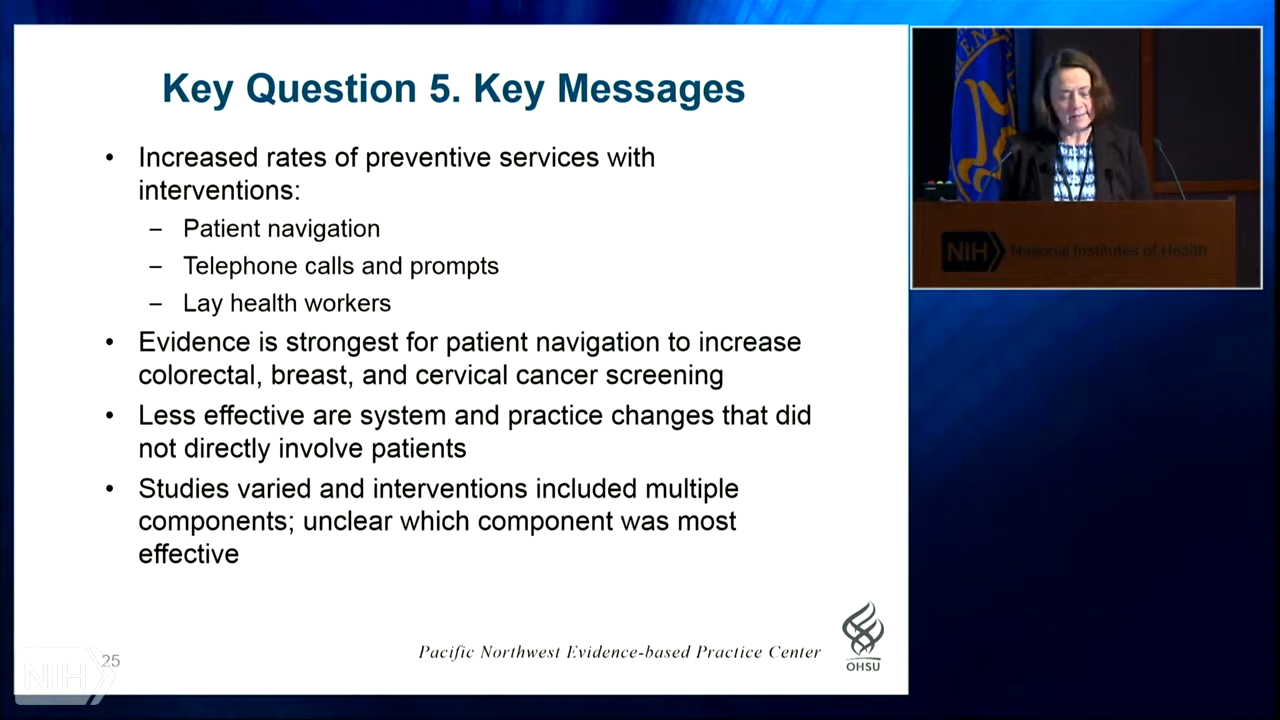 Key Question 5. Key Messages
• Increased rates of preventive services with
interventions:
– Patient navigation
– Telephone calls and prompts
– Lay health workers
• Evidence is strongest for patient navigation to increase
colorectal, breast, and cervical cancer screening
• Less effective are system and practice changes that did
not directly involve patients
• Studies varied and interventions included multiple
components; unclear which component was most
effective
25
Pacific Northwest Evidence-based Practice Center
OHSU
NIH
NIH National Institutes of Health